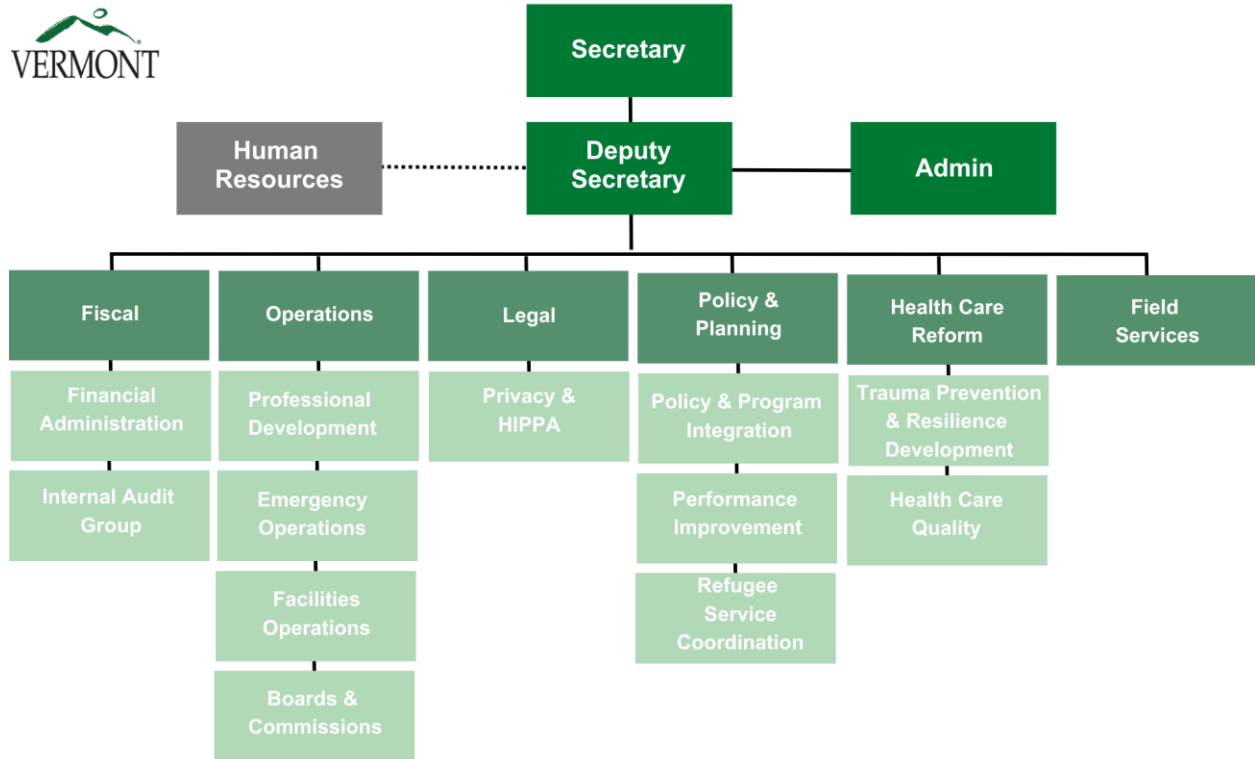 VERMONT
Secretary
Human
Resources
Deputy
Secretary
Admin
Fiscal
Operations
Legal
Policy &
Planning
Health Care
Reform
Field
Services
Financial
Administration
Internal Audit
Group
Professional
Development
Emergency
Operations
Facilities
Operations
Boards &
Commissions
Privacy &
HIPPA
Policy & Program
Integration
Performance
Improvement
Refugee
Service
Coordination
Trauma Prevention
& Resilience
Development
Health Care
Quality